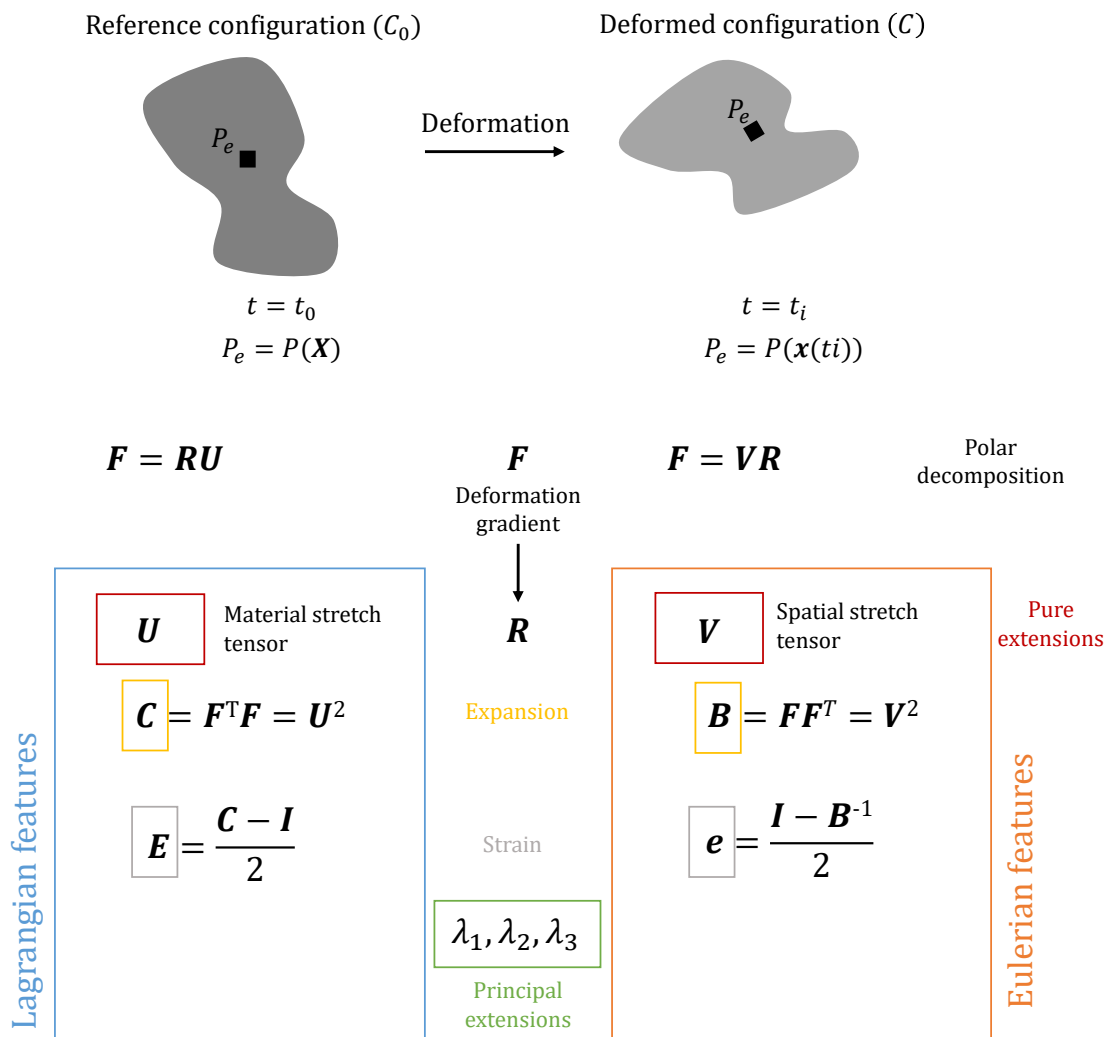 Reference configuration (C₀)
Deformed configuration (C)
Pₑ
Deformation
Pₑ
t = t₀
t = tᵢ
Pₑ = P(X)
Pₑ = P(x(ti))
F = RU
F
F = VR
Polar
decomposition
Deformation
gradient
U
Material stretch
tensor
R
V
Spatial stretch
tensor
Pure
extensions
C = FᵀF = U²
Expansion
B = FFᵀ = V²
E = (C − I)/2
Strain
e = (I − B⁻¹)/2
λ₁, λ₂, λ₃
Principal
extensions
Lagrangian features
Eulerian features